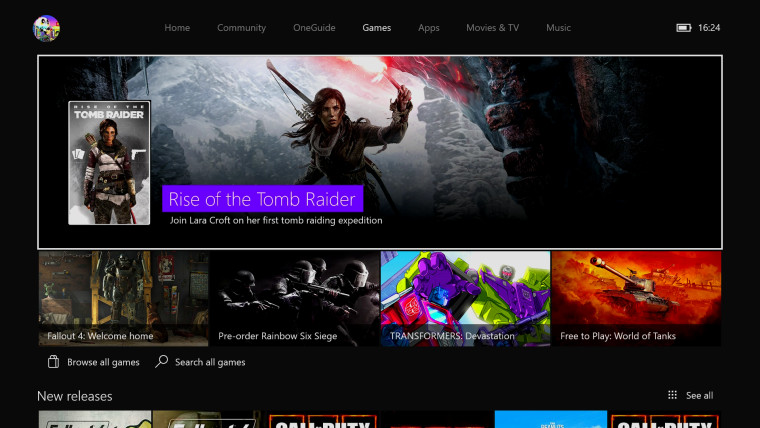 Home Community OneGuide Games Apps Movies & TV Music 16:24
RISE OF THE
TOMB RAIDER
Rise of the Tomb Raider
Join Lara Croft on her first tomb raiding expedition
Fallout 4: Welcome home
Pre-order Rainbow Six Siege
TRANSFORMERS: Devastation
Free to Play: World of Tanks
Browse all games
Search all games
New releases
See all